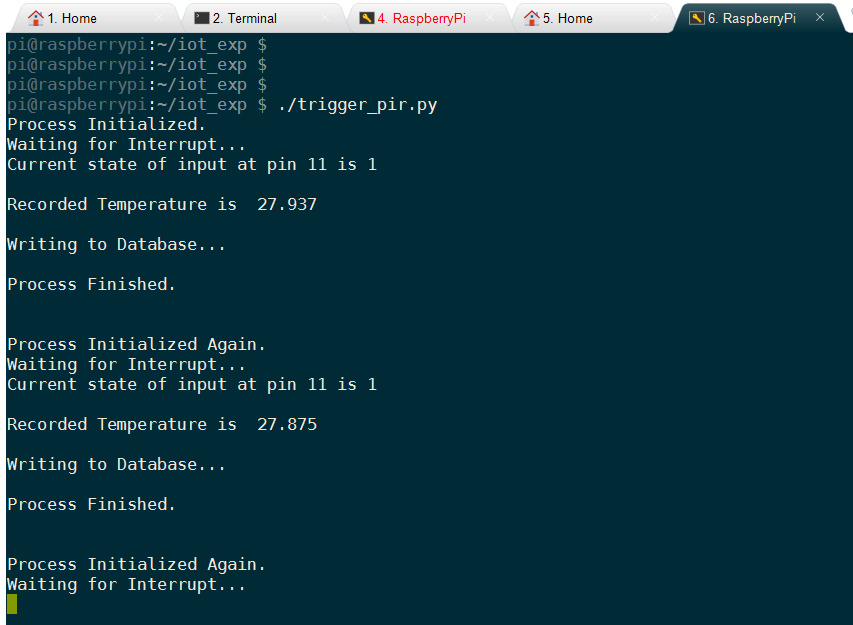 1. Home
2. Terminal
4. RaspberryPi
5. Home
6. RaspberryPi
pi@raspberrypi:~/iot_exp $
pi@raspberrypi:~/iot_exp $
pi@raspberrypi:~/iot_exp $
pi@raspberrypi:~/iot_exp $ ./trigger_pir.py
Process Initialized.
Waiting for Interrupt...
Current state of input at pin 11 is 1
Recorded Temperature is  27.937
Writing to Database...
Process Finished.
Process Initialized Again.
Waiting for Interrupt...
Current state of input at pin 11 is 1
Recorded Temperature is  27.875
Writing to Database...
Process Finished.
Process Initialized Again.
Waiting for Interrupt...